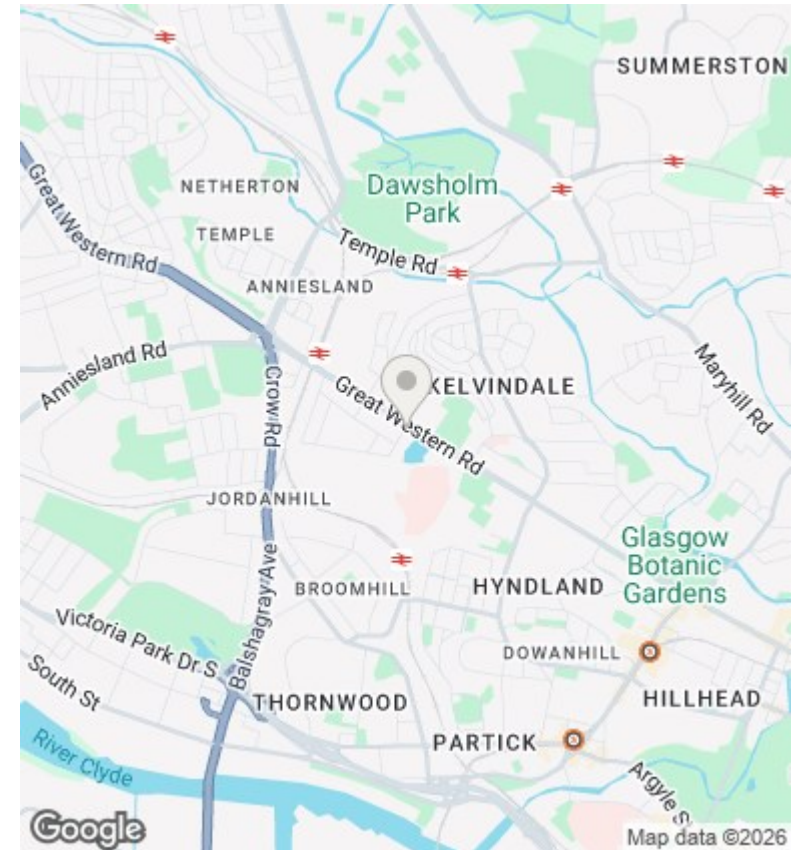 SUMMERSTON
NETHERTON
Dawsholm
Park
Great Western Rd
TEMPLE
Temple Rd
ANNIESLAND
Anniesland Rd
Crow Rd
Great Western Rd
KELVINDALE
Maryhill Rd
JORDANHILL
Glasgow
Botanic
Gardens
BROOMHILL
HYNDLAND
Balshagray Ave
Victoria Park Dr S
DOWANHILL
South St
THORNWOOD
HILLHEAD
PARTICK
River Clyde
Argyle S
Google
Map data ©2026